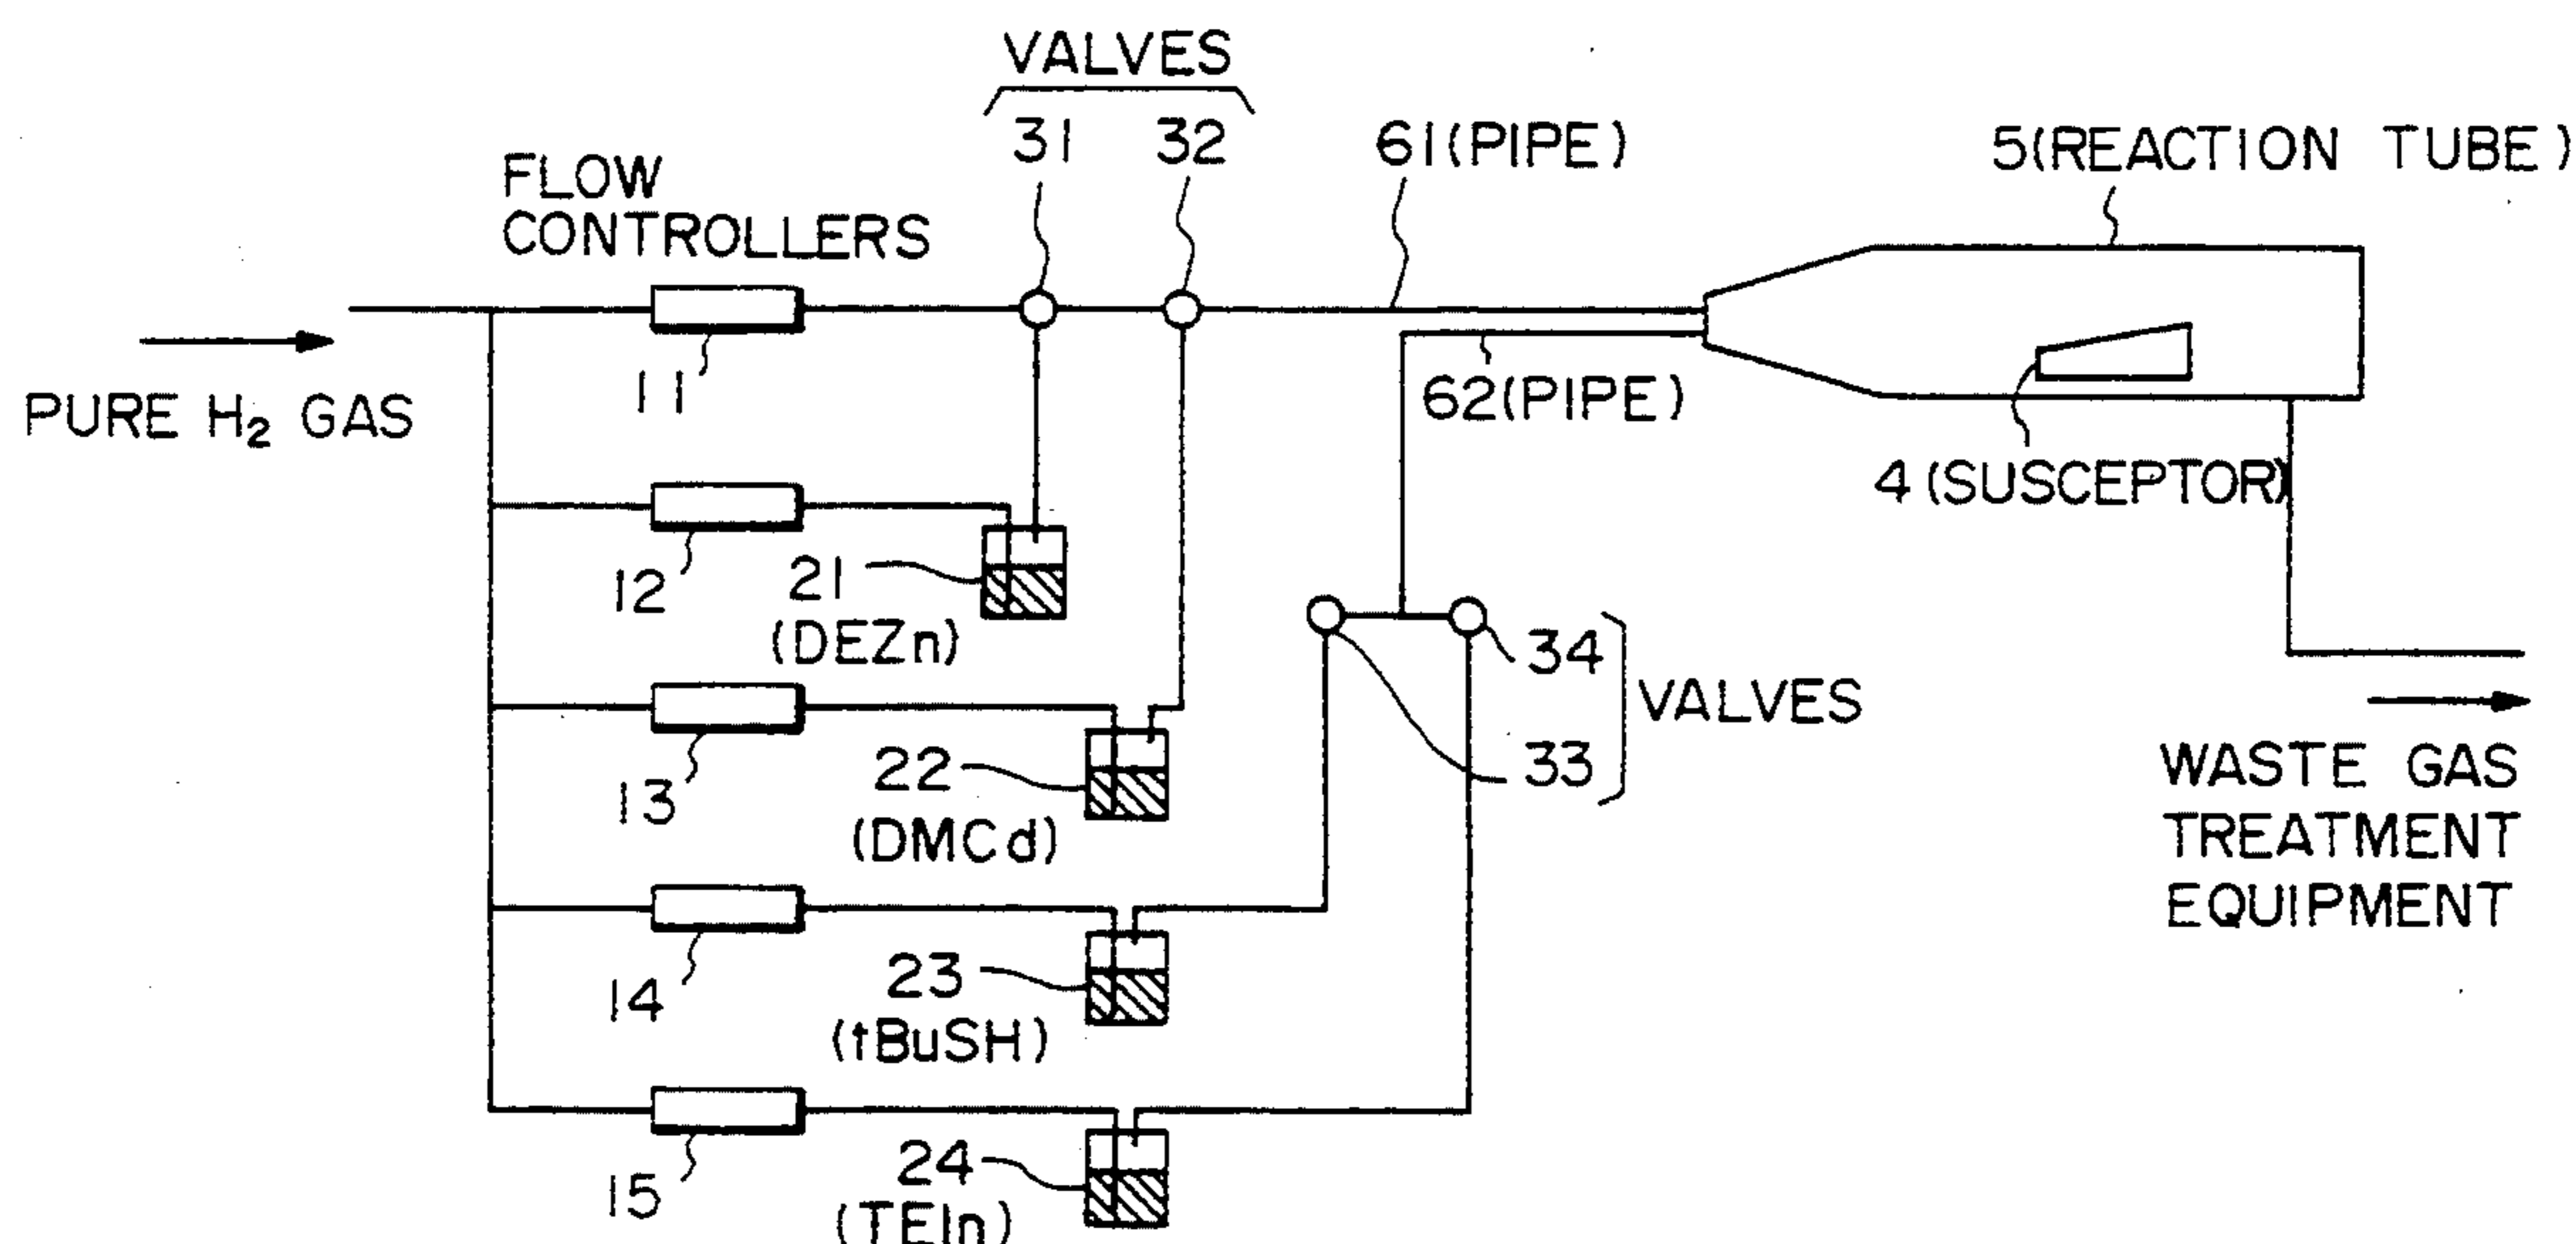 VALVES
31 32
61(PIPE)
5(REACTION TUBE)
FLOW
CONTROLLERS
11
PURE H₂ GAS
62(PIPE)
4(SUSCEPTOR)
12
21
(DEZn)
34
33
VALVES
13
22
(DMCd)
WASTE GAS
TREATMENT
EQUIPMENT
14
23
(tBuSH)
15
24
(TEIn)